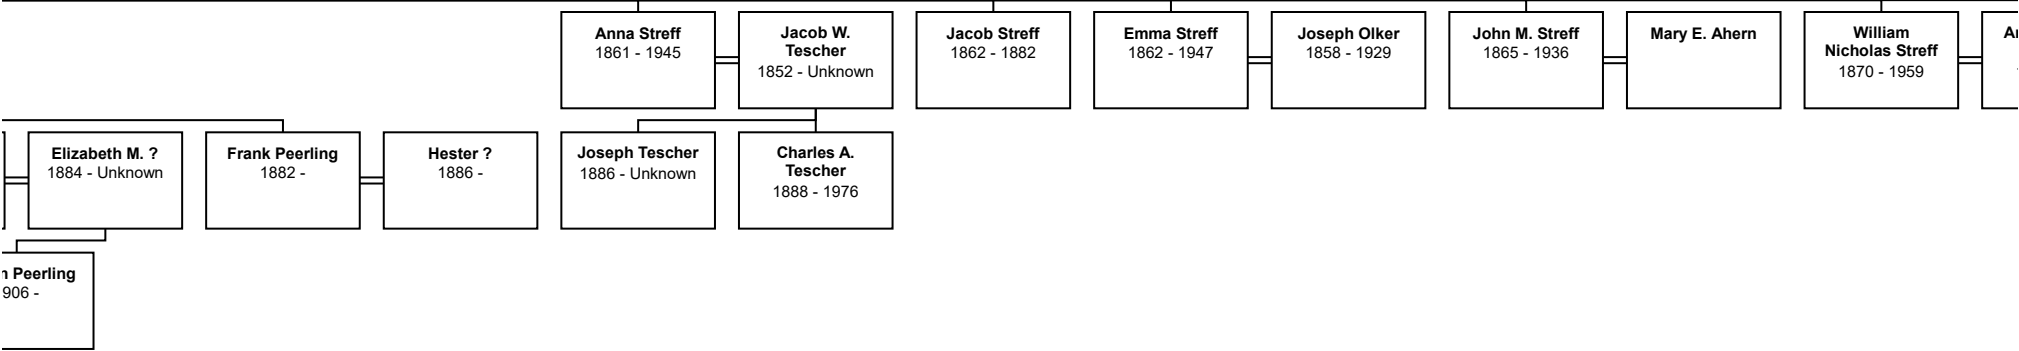 Anna Streff
1861 - 1945
Jacob W.
Tescher
1852 - Unknown
Jacob Streff
1862 - 1882
Emma Streff
1862 - 1947
Joseph Olker
1858 - 1929
John M. Streff
1865 - 1936
Mary E. Ahern
William
Nicholas Streff
1870 - 1959
Elizabeth M. ?
1884 - Unknown
Frank Peerling
1882 -
Hester ?
1886 -
Joseph Tescher
1886 - Unknown
Charles A.
Tescher
1888 - 1976
Peerling
906 -